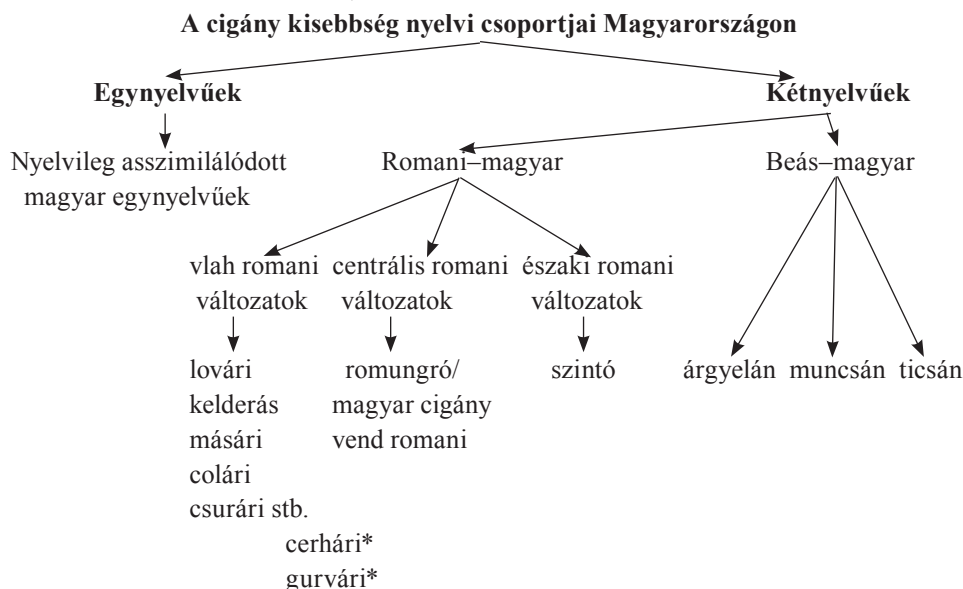 A cigány kisebbség nyelvi csoportjai Magyarországon
Egynyelvűek
Kétnyelvűek
Nyelvileg asszimilálódott
magyar egynyelvűek
Romani–magyar
Beás–magyar
vlah romani
változatok
centrális romani
változatok
északi romani
változatok
lovári
kelderás
másári
colári
csurári stb.
cerhári*
gurvári*
romungró/
magyar cigány
vend romani
szintó
árgyelán
muncsán
ticsán